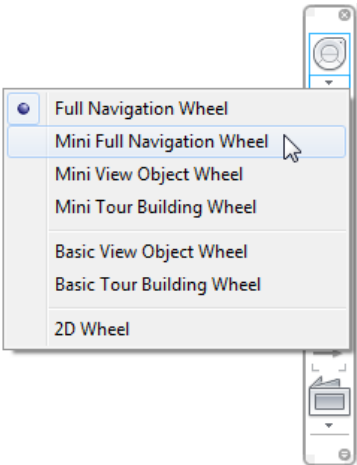 Full Navigation Wheel
Mini Full Navigation Wheel
Mini View Object Wheel
Mini Tour Building Wheel
Basic View Object Wheel
Basic Tour Building Wheel
2D Wheel